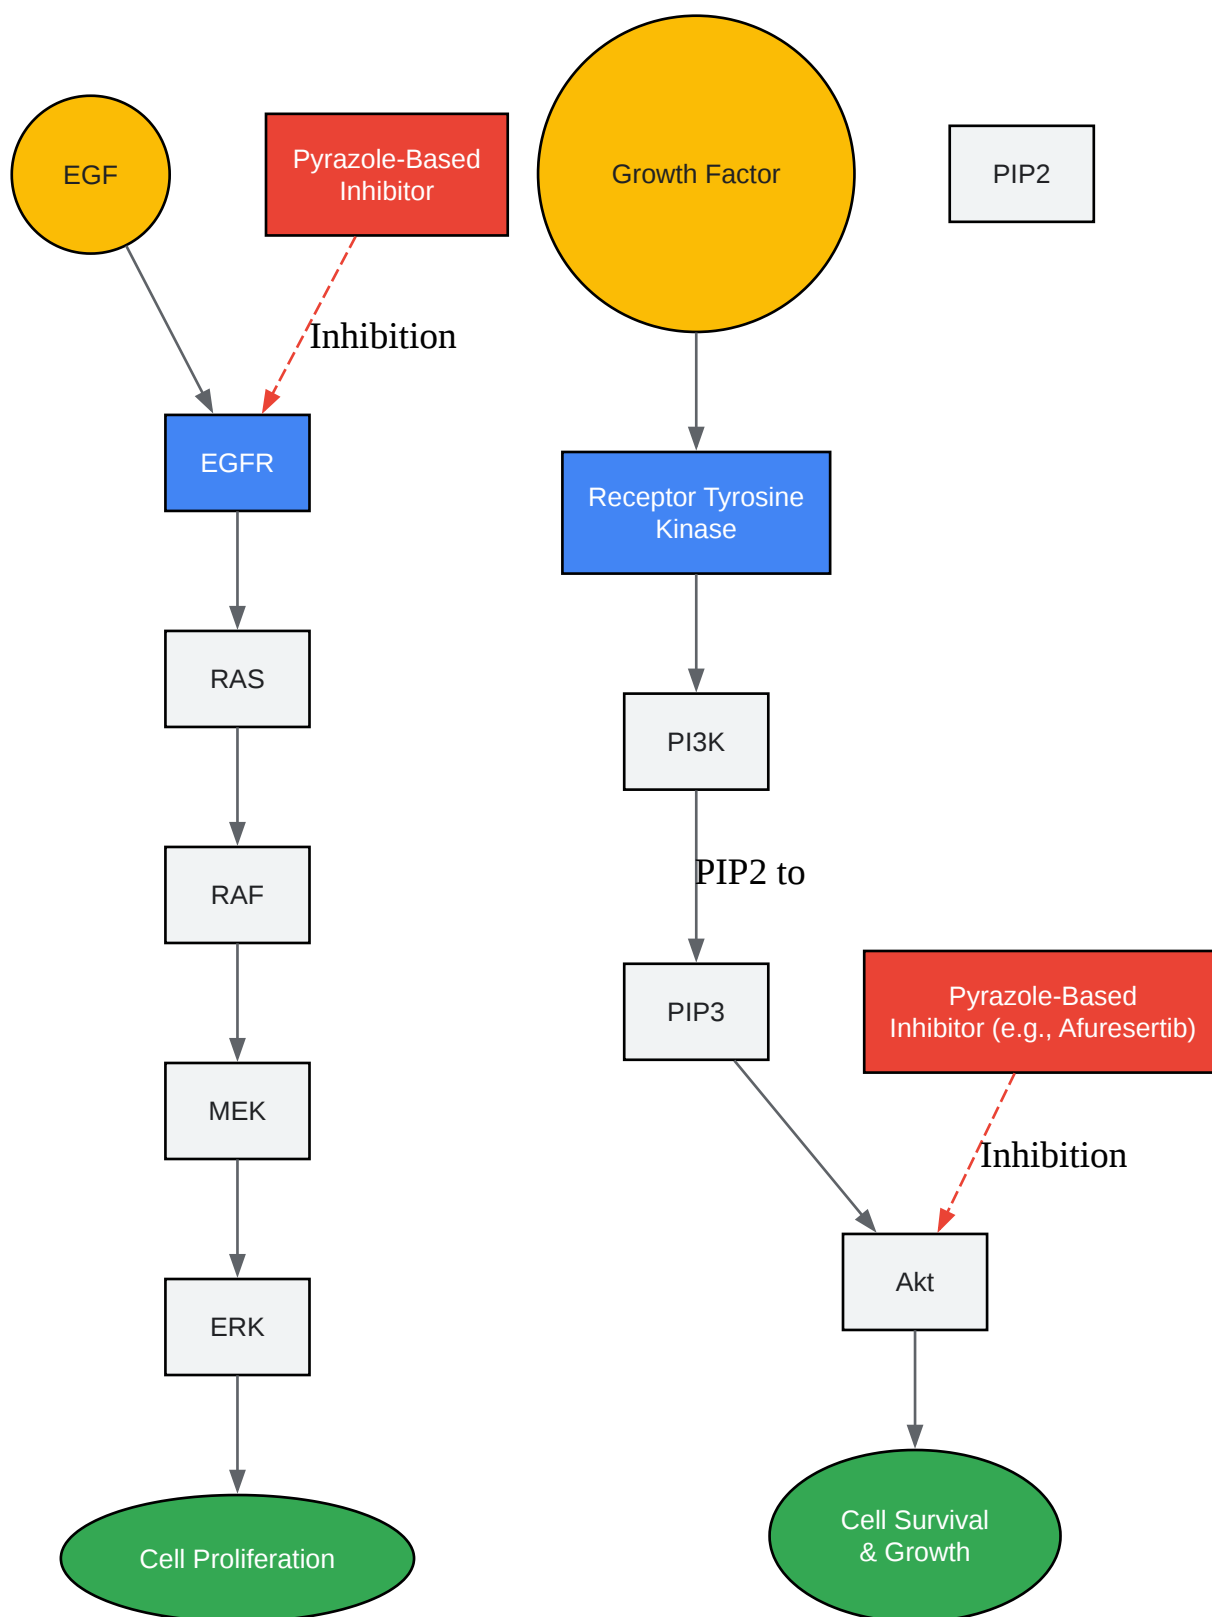 EGF
Pyrazole-Based
Inhibitor
Growth Factor
PIP2
Inhibition
EGFR
Receptor Tyrosine
Kinase
RAS
PI3K
PIP2 to
RAF
PIP3
Pyrazole-Based
Inhibitor (e.g., Afuresertib)
MEK
Inhibition
Akt
ERK
Cell Survival
& Growth
Cell Proliferation